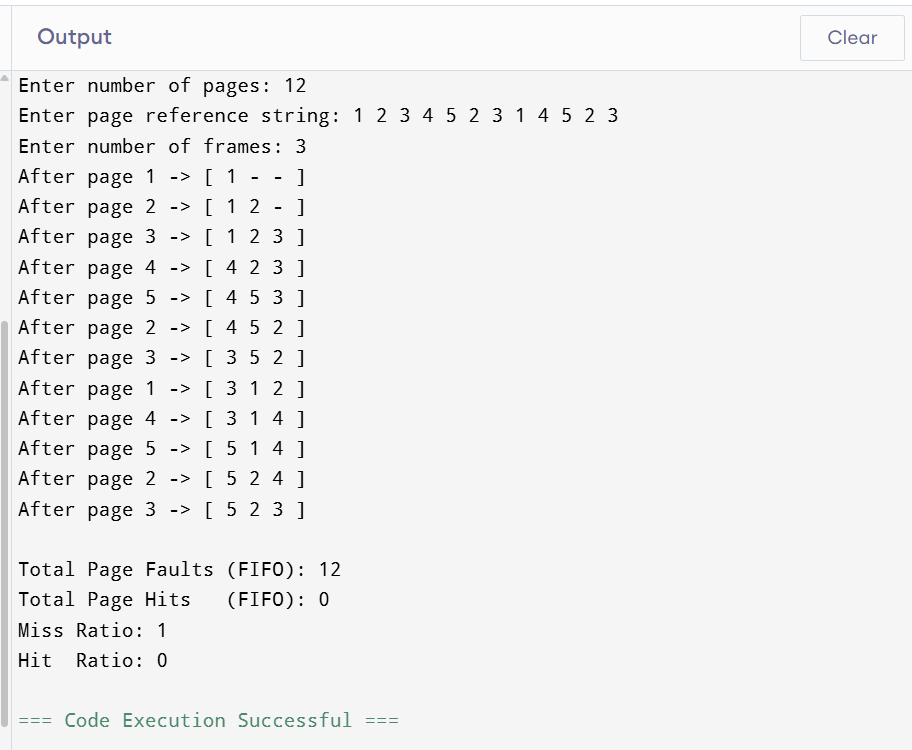 Output
Clear
Enter number of pages: 12
Enter page reference string: 1 2 3 4 5 2 3 1 4 5 2 3
Enter number of frames: 3
After page 1 -> [ 1 - - ]
After page 2 -> [ 1 2 - ]
After page 3 -> [ 1 2 3 ]
After page 4 -> [ 4 2 3 ]
After page 5 -> [ 4 5 3 ]
After page 2 -> [ 4 5 2 ]
After page 3 -> [ 3 5 2 ]
After page 1 -> [ 3 1 2 ]
After page 4 -> [ 3 1 4 ]
After page 5 -> [ 5 1 4 ]
After page 2 -> [ 5 2 4 ]
After page 3 -> [ 5 2 3 ]
Total Page Faults (FIFO): 12
Total Page Hits   (FIFO): 0
Miss Ratio: 1
Hit  Ratio: 0
=== Code Execution Successful ===